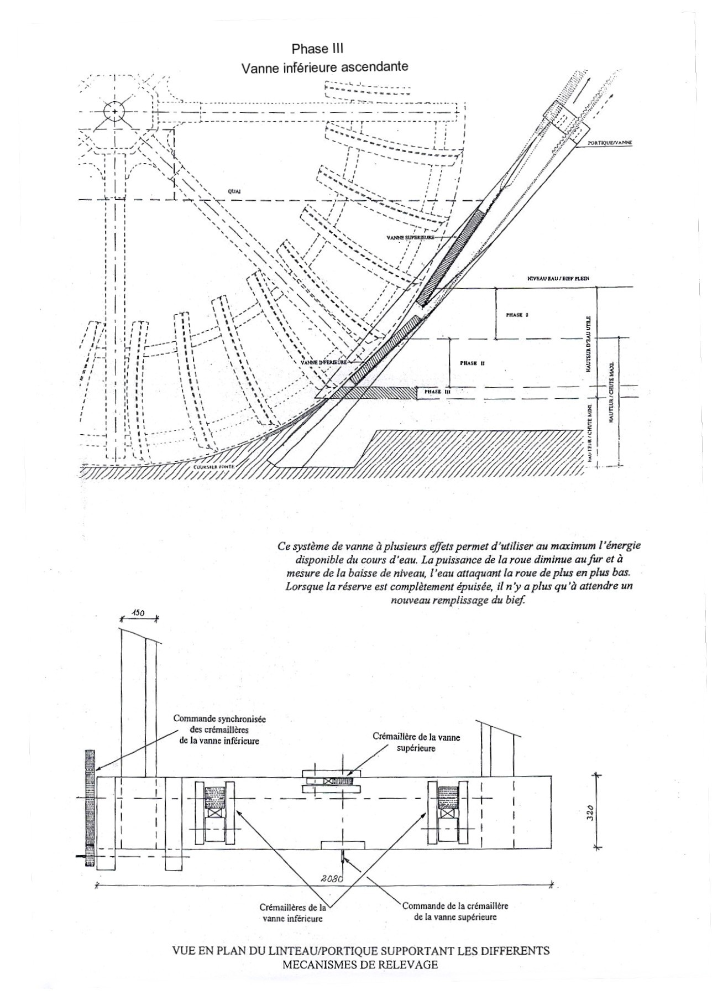 Phase III
Vanne inférieure ascendante
PORTIQUE/VANNE
QUAI
VANNE SUPERIEURE
NIVEAU EAU / BIEF PLEIN
PHASE I
HAUTEUR D'EAU UTILE
VANNE INFERIEURE
PHASE II
HAUTEUR / CHUTE MAXI.
PHASE III
HAUTEUR / CHUTE MINI.
COURSIER FONTE
Ce système de vanne à plusieurs effets permet d'utiliser au maximum l'énergie
disponible du cours d'eau. La puissance de la roue diminue au fur et à
mesure de la baisse de niveau, l'eau attaquant la roue de plus en plus bas.
Lorsque la réserve est complètement épuisée, il n'y a plus qu'à attendre un
nouveau remplissage du bief.
150
Commande synchronisée
des crémaillères
de la vanne inférieure
Crémaillère de la vanne
supérieure
320
2080
Crémaillères de la
vanne inférieure
Commande de la crémaillère
de la vanne supérieure
VUE EN PLAN DU LINTEAU/PORTIQUE SUPPORTANT LES DIFFERENTS
MECANISMES DE RELEVAGE